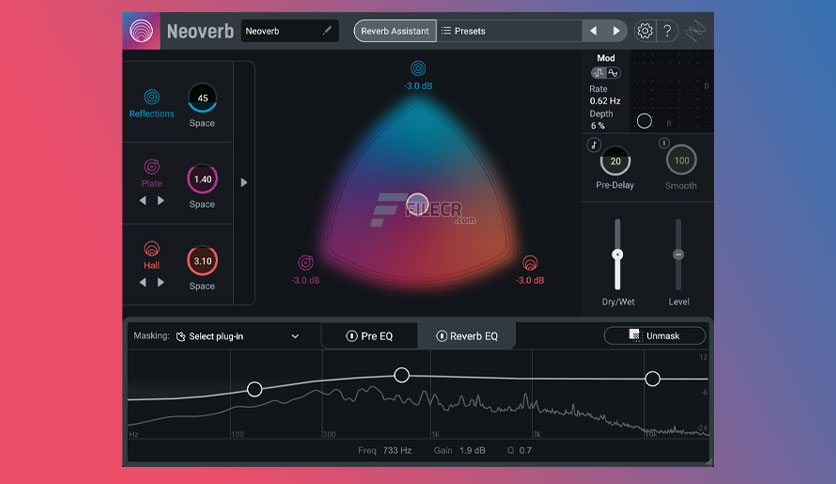 Neoverb
Neoverb
Reverb Assistant
Presets
?
Reflections
45
Space
Plate
1.40
Space
Hall
3.10
Space
-3.0 dB
-3.0 dB
-3.0 dB
FILECR
.com
Mod
Rate
0.62 Hz
Depth
6 %
D
R
20
Pre-Delay
100
Smooth
Dry/Wet
Level
Masking:
Select plug-in
Pre EQ
Reverb EQ
Unmask
12
-6
-24
Hz
100
300
1k
3k
10k
Freq 733 Hz Gain 1.9 dB Q 0.7